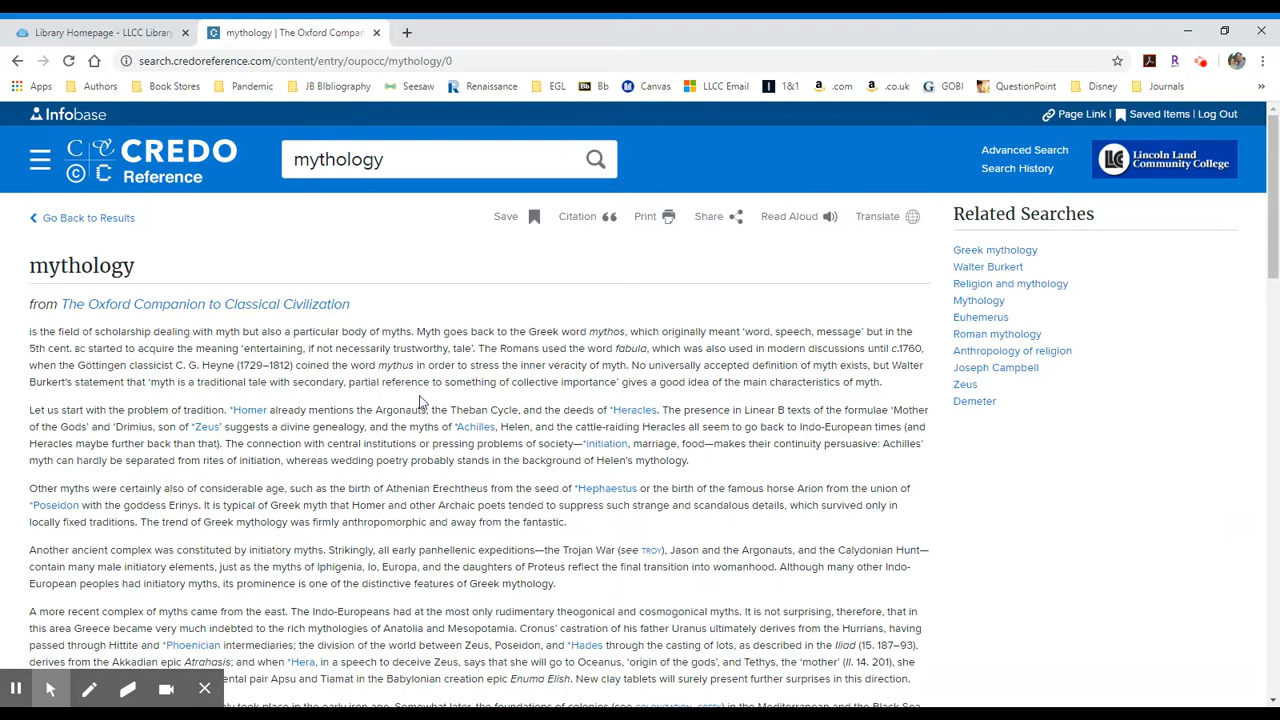 Library Homepage - LLCC Library
mythology | The Oxford Compan
search.credoreference.com/content/entry/oupocc/mythology/0
Apps Authors Book Stores Pandemic JB BIbliography Seesaw Renaissance EGL Bb Canvas LLCC Email 1&1 .com .co.uk GOBI QuestionPoint Disney Journals »
Infobase
Page Link | Saved Items | Log Out
CREDO
Reference
mythology
Advanced Search
Search History
LLC Lincoln Land
Community College
Go Back to Results
Save Citation Print Share Read Aloud Translate
mythology
from The Oxford Companion to Classical Civilization
is the field of scholarship dealing with myth but also a particular body of myths. Myth goes back to the Greek word mythos, which originally meant ‘word, speech, message’ but in the
5th cent. BC started to acquire the meaning ‘entertaining, if not necessarily trustworthy, tale’. The Romans used the word fabula, which was also used in modern discussions until c.1760,
when the Göttingen classicist C. G. Heyne (1729–1812) coined the word mythus in order to stress the inner veracity of myth. No universally accepted definition of myth exists, but Walter
Burkert’s statement that ‘myth is a traditional tale with secondary, partial reference to something of collective importance’ gives a good idea of the main characteristics of myth.
Let us start with the problem of tradition. *Homer already mentions the Argonauts, the Theban Cycle, and the deeds of *Heracles. The presence in Linear B texts of the formulae ‘Mother
of the Gods’ and ‘Drimius, son of *Zeus’ suggests a divine genealogy, and the myths of *Achilles, Helen, and the cattle-raiding Heracles all seem to go back to Indo-European times (and
Heracles maybe further back than that). The connection with central institutions or pressing problems of society—*initiation, marriage, food—makes their continuity persuasive: Achilles’
myth can hardly be separated from rites of initiation, whereas wedding poetry probably stands in the background of Helen’s mythology.
Other myths were certainly also of considerable age, such as the birth of Athenian Erechtheus from the seed of *Hephaestus or the birth of the famous horse Arion from the union of
*Poseidon with the goddess Erinys. It is typical of Greek myth that Homer and other Archaic poets tended to suppress such strange and scandalous details, which survived only in
locally fixed traditions. The trend of Greek mythology was firmly anthropomorphic and away from the fantastic.
Another ancient complex was constituted by initiatory myths. Strikingly, all early panhellenic expeditions—the Trojan War (see TROY), Jason and the Argonauts, and the Calydonian Hunt—
contain many male initiatory elements, just as the myths of Iphigenia, Io, Europa, and the daughters of Proteus reflect the final transition into womanhood. Although many other Indo-
European peoples had initiatory myths, its prominence is one of the distinctive features of Greek mythology.
A more recent complex of myths came from the east. The Indo-Europeans had at the most only rudimentary theogonical and cosmogonical myths. It is not surprising, therefore, that in
this area Greece became very much indebted to the rich mythologies of Anatolia and Mesopotamia. Cronus’ castration of his father Uranus ultimately derives from the Hurrians, having
passed through Hittite and *Phoenician intermediaries; the division of the world between Zeus, Poseidon, and *Hades through the casting of lots, as described in the Iliad (15. 187–93),
derives from the Akkadian epic Atrahasis; and when *Hera, in a speech to deceive Zeus, says that she will go to Oceanus, ‘origin of the gods’, and Tethys, the ‘mother’ (Il. 14. 201), she
ental pair Apsu and Tiamat in the Babylonian creation epic Enuma Elish. New clay tablets will surely present further surprises in this direction.
took place in the early iron age. Somewhat later, the foundations of colonies (see COLONIZATION, GREEK) in the Mediterranean and the Black Sea
Related Searches
Greek mythology
Walter Burkert
Religion and mythology
Mythology
Euhemerus
Roman mythology
Anthropology of religion
Joseph Campbell
Zeus
Demeter